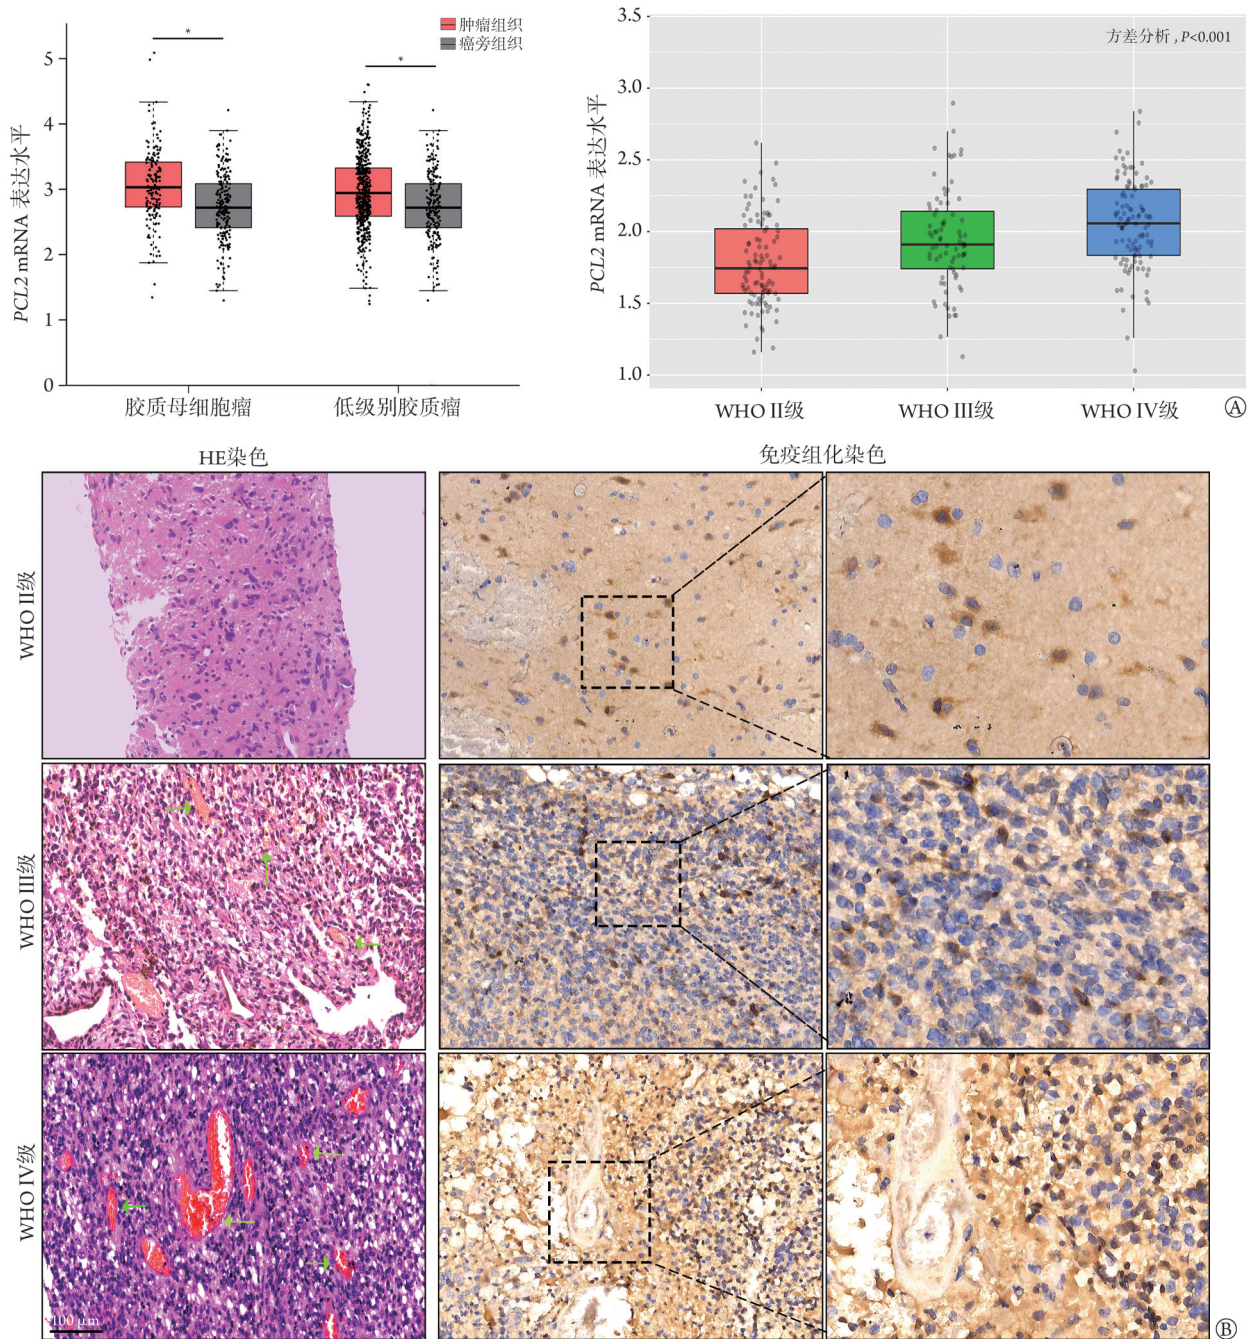 肿瘤组织
癌旁组织
*
*
PCL2 mRNA 表达水平
5
4
3
2
1
0
胶质母细胞瘤
低级别胶质瘤
方差分析 , P<0.001
PCL2 mRNA 表达水平
3.5
3.0
2.5
2.0
1.5
1.0
WHO II级
WHO III级
WHO IV级
A
HE染色
免疫组化染色
WHO II级
WHO III级
WHO IV级
100 μm
B